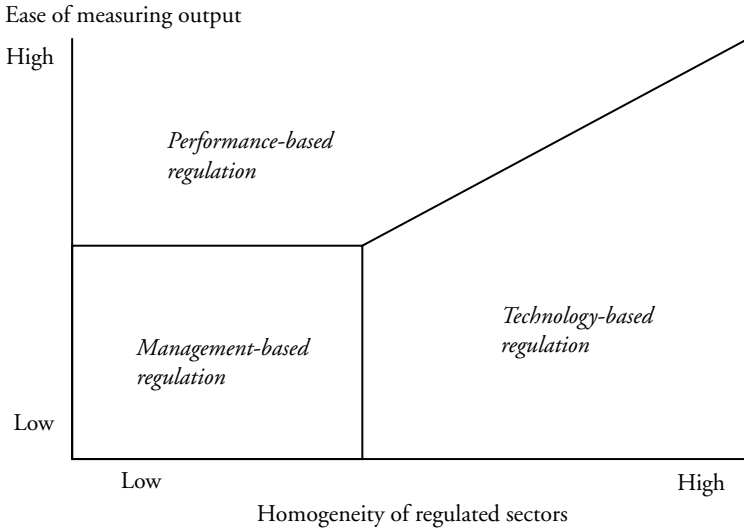 Ease of measuring output
High
Performance-based
regulation
Technology-based
regulation
Management-based
regulation
Low
Low
High
Homogeneity of regulated sectors